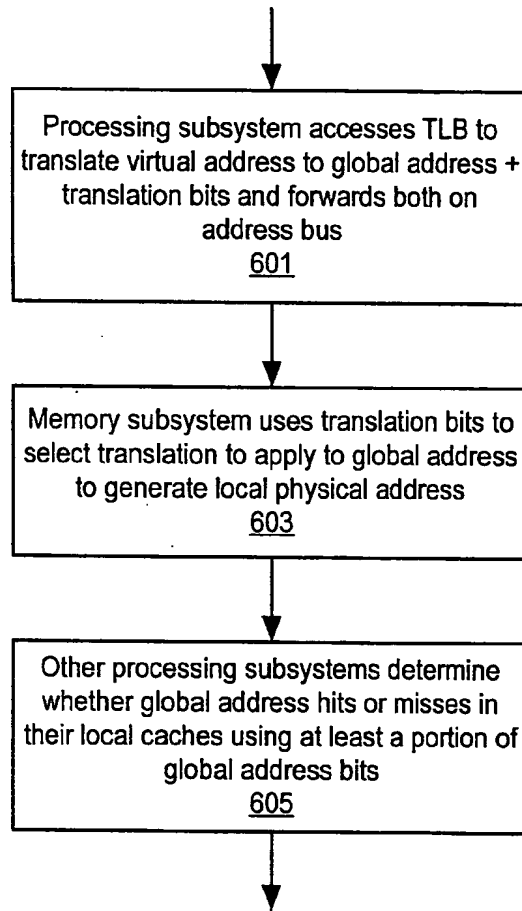 Processing subsystem accesses TLB to
translate virtual address to global address +
translation bits and forwards both on
address bus
601
Memory subsystem uses translation bits to
select translation to apply to global address
to generate local physical address
603
Other processing subsystems determine
whether global address hits or misses in
their local caches using at least a portion of
global address bits
605